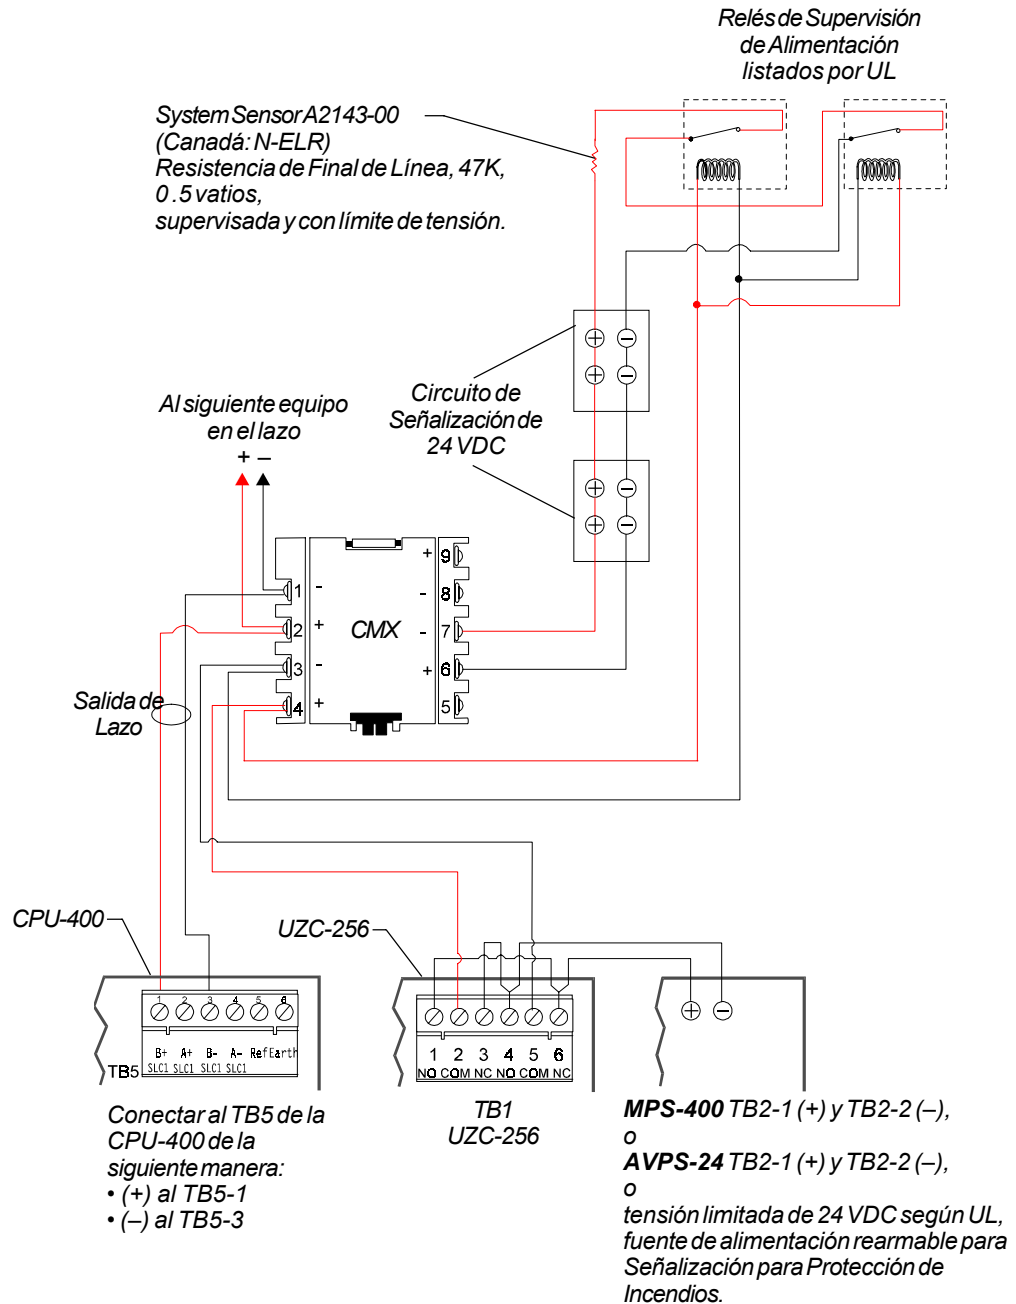 Relés de Supervisión
de Alimentación
listados por UL
System Sensor A2143-00
(Canadá: N-ELR)
Resistencia de Final de Línea, 47K,
0 .5 vatios,
supervisada y con límite de tensión.
Circuito de
Señalización de
24 VDC
Al siguiente equipo
en el lazo
+ –
CMX
1 -
2 +
3 -
4 +
+ 9
- 8
- 7
+ 6
5
Salida de
Lazo
CPU-400
UZC-256
1 2 3 4 5 6
B+ A+ B- A- Ref Earth
SLC1 SLC1 SLC1 SLC1
TB5
1 2 3 4 5 6
NO COM NC NO COM NC
Conectar al TB5 de la
CPU-400 de la
siguiente manera:
• (+) al TB5-1
• (–) al TB5-3
TB1
UZC-256
MPS-400 TB2-1 (+) y TB2-2 (–),
o
AVPS-24 TB2-1 (+) y TB2-2 (–),
o
tensión limitada de 24 VDC según UL,
fuente de alimentación rearmable para
Señalización para Protección de
Incendios.